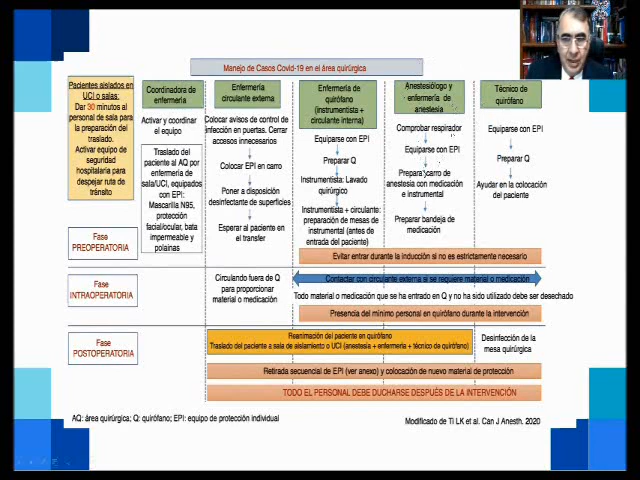 Manejo de Casos Covid-19 en el área quirúrgica
Pacientes aislados en
UCI o salas:
Dar 30 minutos al
personal de sala para
la preparación del
traslado.
Activar equipo de
seguridad
hospitalaria para
despejar ruta de
tránsito
Coordinadora de
enfermería
Activar y coordinar
el equipo
Traslado del
paciente al AQ por
enfermería de
sala/UCI, equipados
con EPI:
Mascarilla N95,
protección
facial/ocular, bata
impermeable y
polainas
Enfermería
circulante externa
Colocar avisos de control de
infección en puertas. Cerrar
accesos innecesarios
Colocar EPI en carro
Poner a disposición
desinfectante de superficies
Esperar al paciente en
el transfer
Enfermería de
quirófano
(instrumentista +
circulante interna)
Equiparse con EPI
Preparar Q
Instrumentista: Lavado
quirúrgico
Instrumentista + circulante:
preparación de mesas de
instrumental (antes de
entrada del paciente)
Anestesiólogo y
enfermería de
anestesia
Comprobar respirador
Equiparse con EPI
Preparar carro de
anestesia con medicación
e instrumental
Preparar bandeja de
medicación
Técnico de
quirófano
Equiparse con EPI
Preparar Q
Ayudar en la colocación
del paciente
Fase
PREOPERATORIA
Evitar entrar durante la inducción si no es estrictamente necesario
Fase
INTRAOPERATORIA
Circulando fuera de Q
para proporcionar
material o medicación
Contactar con circulante externa si se requiere material o medicación
Todo material o medicación que se ha entrado en Q y no ha sido utilizado debe ser desechado
Presencia del mínimo personal en quirófano durante la intervención
Fase
POSTOPERATORIA
Reanimación del paciente en quirófano
Traslado del paciente a sala de aislamiento o UCI (anestesia + enfermería + técnico de quirófano)
Desinfección de la
mesa quirúrgica
Retirada secuencial de EPI (ver anexo) y colocación de nuevo material de protección
TODO EL PERSONAL DEBE DUCHARSE DESPUÉS DE LA INTERVENCIÓN
AQ: área quirúrgica; Q: quirófano; EPI: equipo de protección individual
Modificado de Ti LK et al. Can J Anesth. 2020